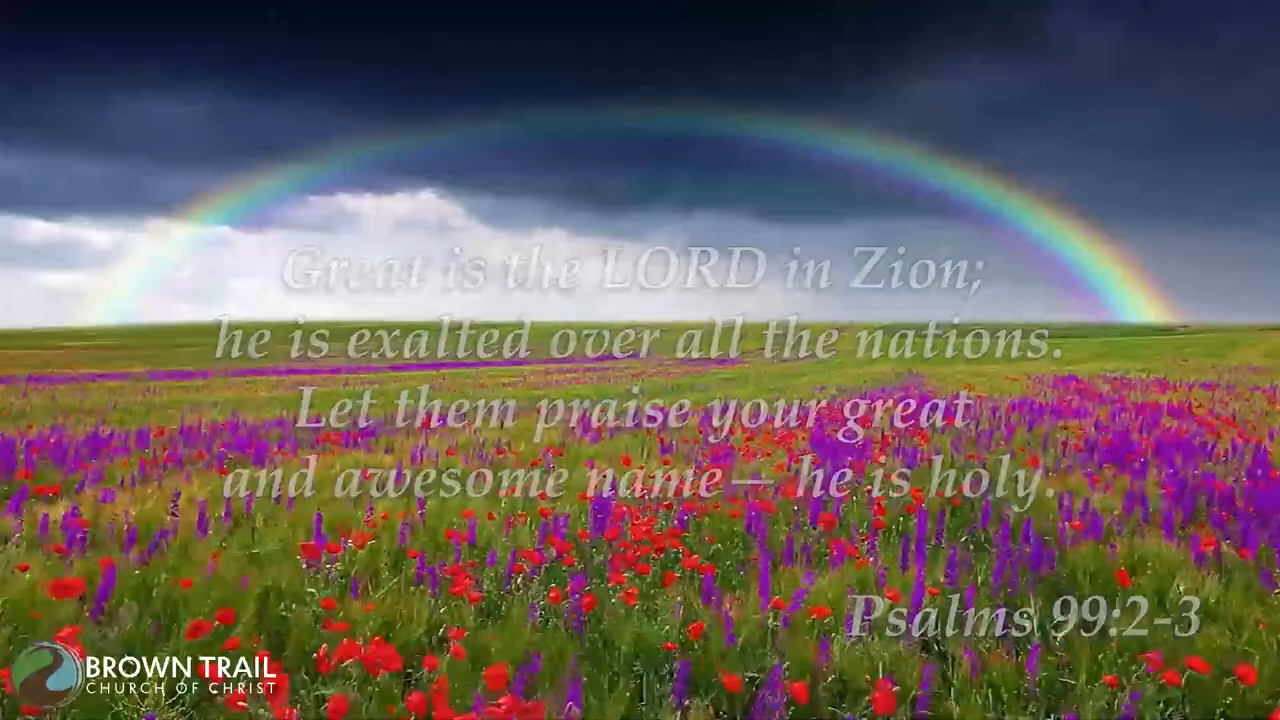 Great is the LORD in Zion;
he is exalted over all the nations.
Let them praise your great
and awesome name— he is holy.
Psalms 99:2-3
BROWN TRAIL
CHURCH OF CHRIST